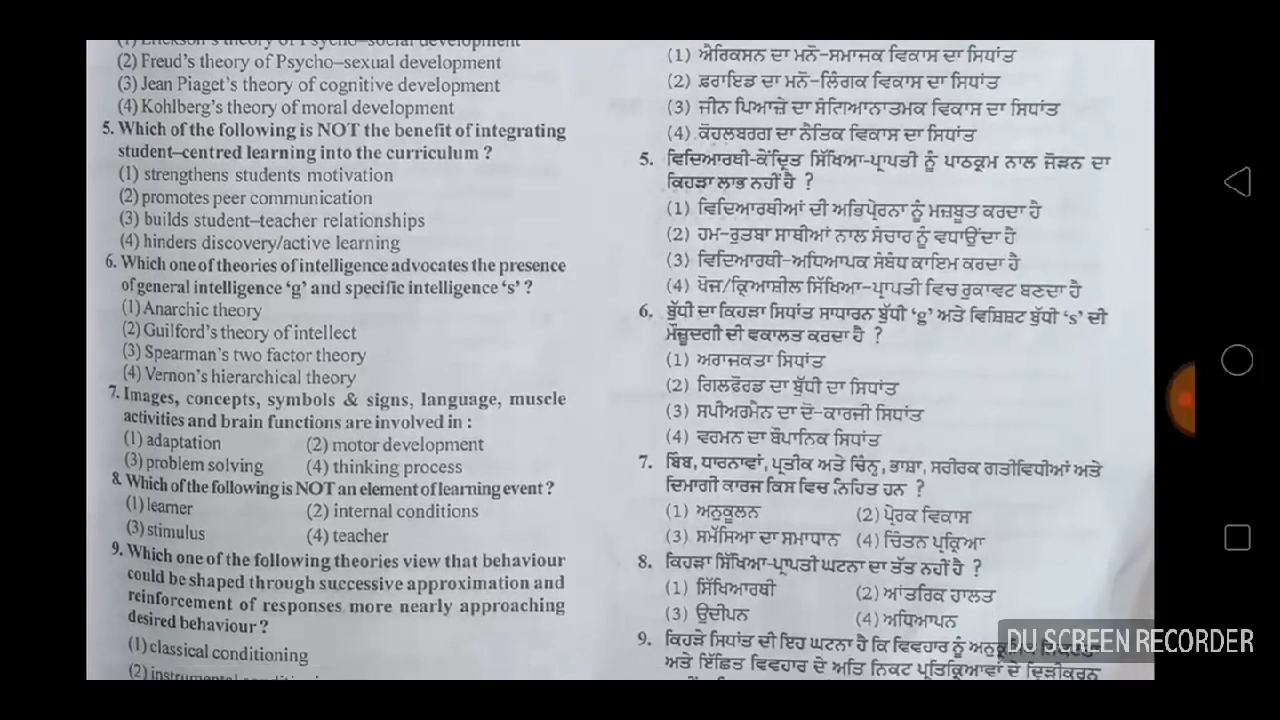 (1) Erickson's theory of Psycho–social development
(2) Freud's theory of Psycho–sexual development
(3) Jean Piaget's theory of cognitive development
(4) Kohlberg's theory of moral development
5. Which of the following is NOT the benefit of integrating
student–centred learning into the curriculum ?
(1) strengthens students motivation
(2) promotes peer communication
(3) builds student–teacher relationships
(4) hinders discovery/active learning
6. Which one of theories of intelligence advocates the presence
of general intelligence 'g' and specific intelligence 's' ?
(1) Anarchic theory
(2) Guilford's theory of intellect
(3) Spearman's two factor theory
(4) Vernon's hierarchical theory
7. Images, concepts, symbols & signs, language, muscle
activities and brain functions are involved in :
(1) adaptation (2) motor development
(3) problem solving (4) thinking process
8. Which of the following is NOT an element of learning event ?
(1) learner (2) internal conditions
(3) stimulus (4) teacher
9. Which one of the following theories view that behaviour
could be shaped through successive approximation and
reinforcement of responses more nearly approaching
desired behaviour ?
(1) classical conditioning
(2) instrumental
(1) ਐਰਿਕਸਨ ਦਾ ਮਨੋ–ਸਮਾਜਕ ਵਿਕਾਸ ਦਾ ਸਿਧਾਂਤ
(2) ਫ਼ਰਾਇਡ ਦਾ ਮਨੋ–ਲਿੰਗਕ ਵਿਕਾਸ ਦਾ ਸਿਧਾਂਤ
(3) ਜੀਨ ਪਿਆਜ਼ੇ ਦਾ ਸੰਗਿਆਨਾਤਮਕ ਵਿਕਾਸ ਦਾ ਸਿਧਾਂਤ
(4) ਕੋਹਲਬਰਗ ਦਾ ਨੈਤਿਕ ਵਿਕਾਸ ਦਾ ਸਿਧਾਂਤ
5. ਵਿਦਿਆਰਥੀ-ਕੇਂਦ੍ਰਿਤ ਸਿੱਖਿਆ-ਪ੍ਰਾਪਤੀ ਨੂੰ ਪਾਠਕ੍ਰਮ ਨਾਲ ਜੋੜਨ ਦਾ
ਕਿਹੜਾ ਲਾਭ ਨਹੀਂ ਹੈ ?
(1) ਵਿਦਿਆਰਥੀਆਂ ਦੀ ਅਭਿਪ੍ਰੇਰਨਾ ਨੂੰ ਮਜ਼ਬੂਤ ਕਰਦਾ ਹੈ
(2) ਹਮ–ਰੁਤਬਾ ਸਾਥੀਆਂ ਨਾਲ ਸੰਚਾਰ ਨੂੰ ਵਧਾਉਂਦਾ ਹੈ
(3) ਵਿਦਿਆਰਥੀ–ਅਧਿਆਪਕ ਸੰਬੰਧ ਕਾਇਮ ਕਰਦਾ ਹੈ
(4) ਖੋਜ/ਕ੍ਰਿਆਸ਼ੀਲ ਸਿੱਖਿਆ–ਪ੍ਰਾਪਤੀ ਵਿਚ ਰੁਕਾਵਟ ਬਣਦਾ ਹੈ
6. ਬੁੱਧੀ ਦਾ ਕਿਹੜਾ ਸਿਧਾਂਤ ਸਾਧਾਰਨ ਬੁੱਧੀ 'g' ਅਤੇ ਵਿਸ਼ਿਸ਼ਟ ਬੁੱਧੀ 's' ਦੀ
ਮੌਜੂਦਗੀ ਦੀ ਵਕਾਲਤ ਕਰਦਾ ਹੈ ?
(1) ਅਰਾਜਕਤਾ ਸਿਧਾਂਤ
(2) ਗਿਲਫੋਰਡ ਦਾ ਬੁੱਧੀ ਦਾ ਸਿਧਾਂਤ
(3) ਸਪੀਅਰਮੈਨ ਦਾ ਦੋ–ਕਾਰਜੀ ਸਿਧਾਂਤ
(4) ਵਰਮਨ ਦਾ ਬੌਪਾਨਿਕ ਸਿਧਾਂਤ
7. ਬਿੰਬ, ਧਾਰਨਾਵਾਂ, ਪ੍ਰਤੀਕ ਅਤੇ ਚਿੰਨ੍ਹ, ਭਾਸ਼ਾ, ਸਰੀਰਕ ਗਤੀਵਿਧੀਆਂ ਅਤੇ
ਦਿਮਾਗੀ ਕਾਰਜ ਕਿਸ ਵਿਚ ਨਿਹਿਤ ਹਨ ?
(1) ਅਨੁਕੂਲਨ (2) ਪ੍ਰੇਰਕ ਵਿਕਾਸ
(3) ਸਮੱਸਿਆ ਦਾ ਸਮਾਧਾਨ (4) ਚਿੰਤਨ ਪ੍ਰਕ੍ਰਿਆ
8. ਕਿਹੜਾ ਸਿੱਖਿਆ-ਪ੍ਰਾਪਤੀ ਘਟਨਾ ਦਾ ਤੱਤ ਨਹੀਂ ਹੈ ?
(1) ਸਿੱਖਿਆਰਥੀ (2) ਆਂਤਰਿਕ ਹਾਲਤ
(3) ਉਦੀਪਨ (4) ਅਧਿਆਪਨ
9. ਕਿਹੜੇ ਸਿਧਾਂਤ ਦੀ ਇਹ ਘਟਨਾ ਹੈ ਕਿ ਵਿਵਹਾਰ ਨੂੰ
ਅਤੇ ਇੱਛਿਤ ਵਿਵਹਾਰ ਦੇ ਅਤਿ ਨਿਕਟ ਪ੍ਰਤਿਕ੍ਰਿਆਵਾਂ ਦੇ ਦ੍ਰਿੜੀਕਰਨ
DU SCREEN RECORDER